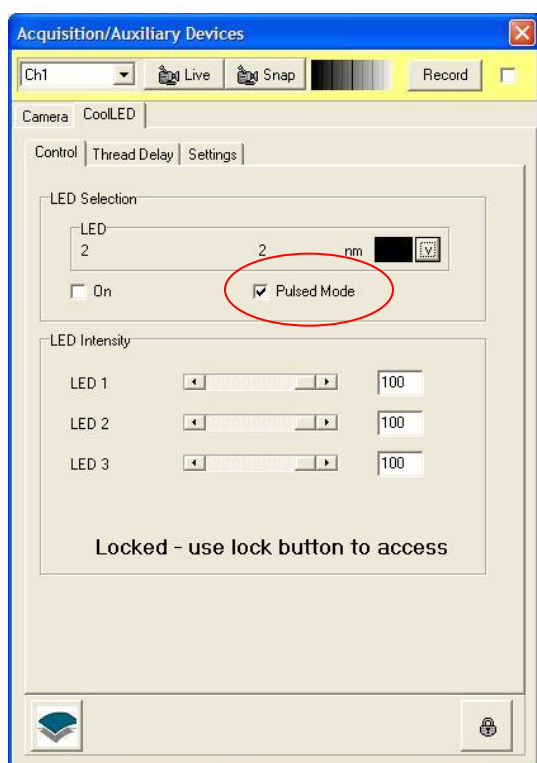 Acquisition/Auxiliary Devices
Ch1 Live Snap Record
Camera CoolLED
Control Thread Delay Settings
LED Selection
LED
2 2 nm v
On Pulsed Mode
LED Intensity
LED 1 100
LED 2 100
LED 3 100
Locked - use lock button to access